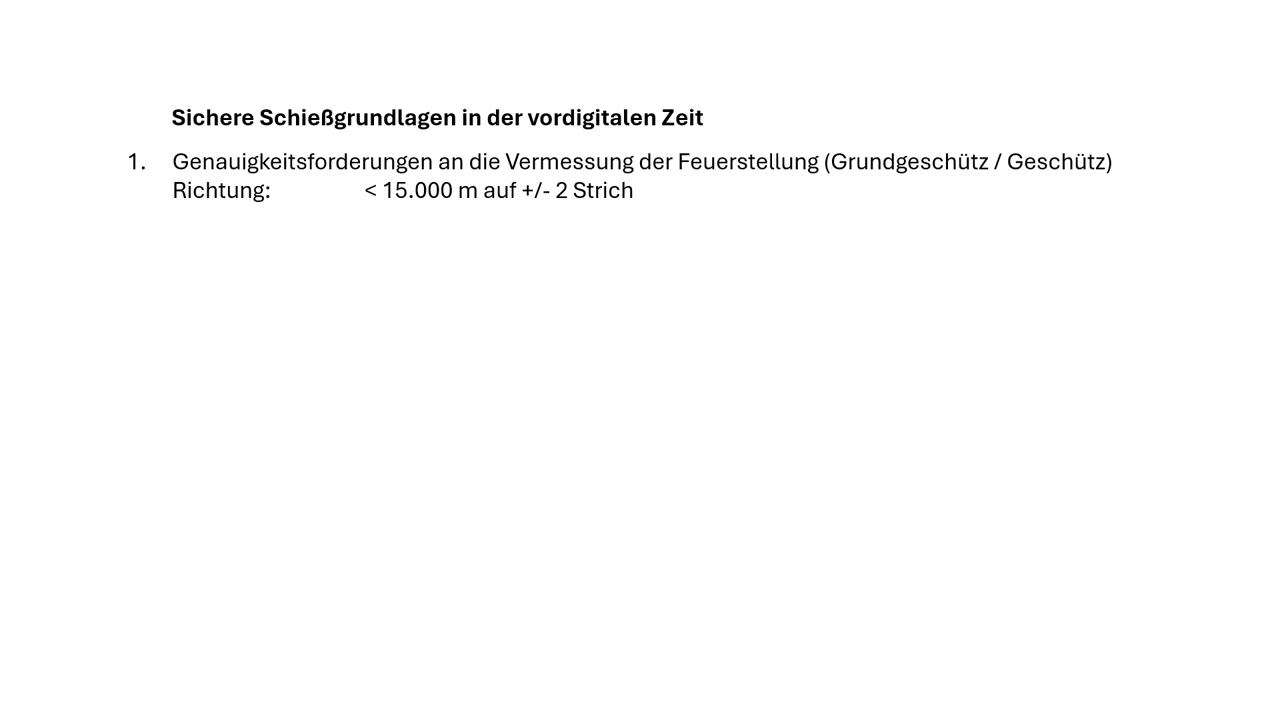 Sichere Schießgrundlagen in der vordigitalen Zeit
1. Genauigkeitsforderungen an die Vermessung der Feuerstellung (Grundgeschütz / Geschütz)
Richtung: < 15.000 m auf +/- 2 Strich